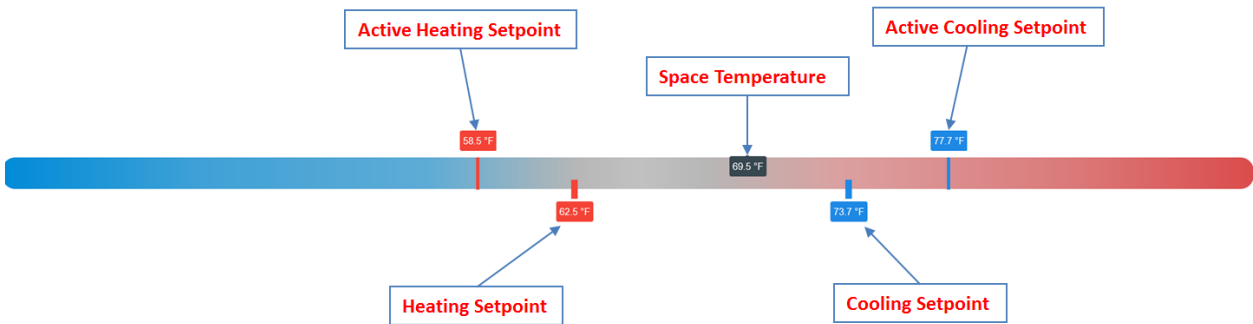 Active Heating Setpoint
Active Cooling Setpoint
Space Temperature
58.5 °F
77.7 °F
69.5 °F
62.5 °F
73.7 °F
Heating Setpoint
Cooling Setpoint